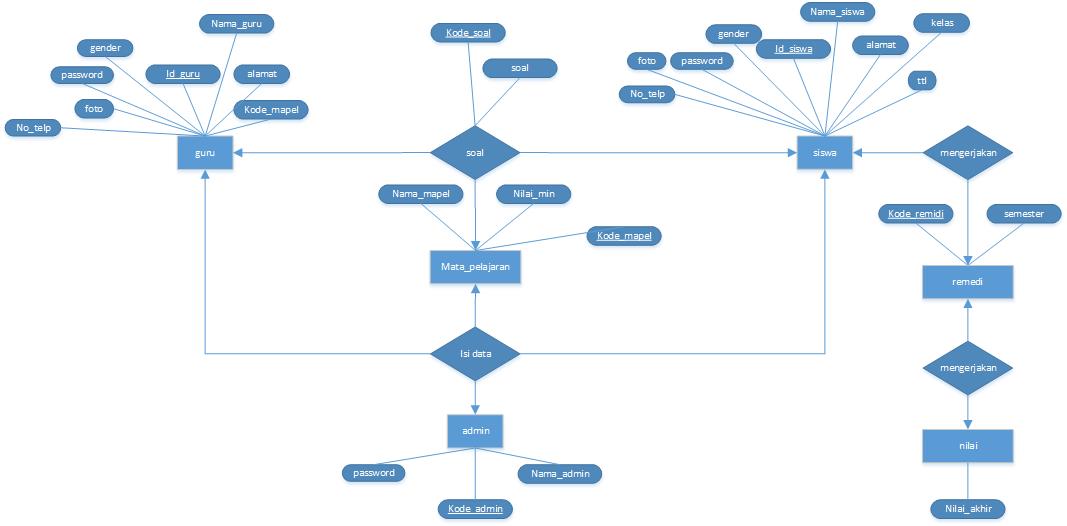 Nama_guru
gender
password
Id_guru
alamat
foto
Kode_mapel
No_telp
guru
Kode_soal
soal
soal
Nama_siswa
kelas
gender
Id_siswa
alamat
foto
password
ttl
No_telp
siswa
mengerjakan
Nama_mapel
Nilai_min
Kode_mapel
Mata_pelajaran
Kode_remidi
semester
remedi
Isi data
mengerjakan
admin
password
Nama_admin
Kode_admin
nilai
Nilai_akhir